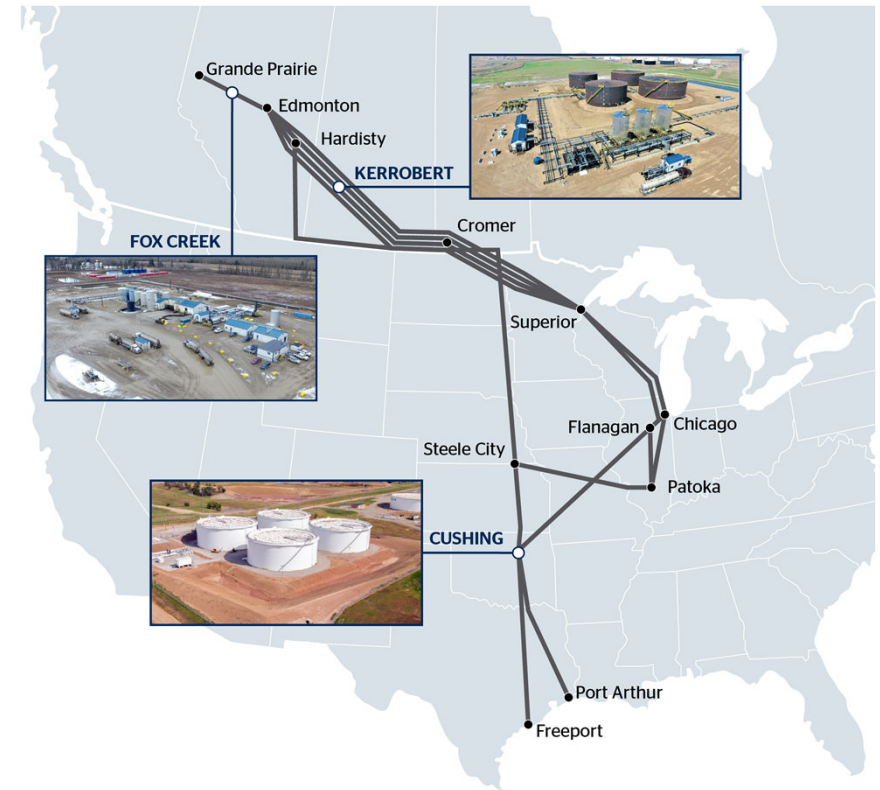 Grande Prairie
Edmonton
Hardisty
KERROBERT
FOX CREEK
Cromer
Superior
Flanagan
Chicago
Steele City
Patoka
CUSHING
Port Arthur
Freeport